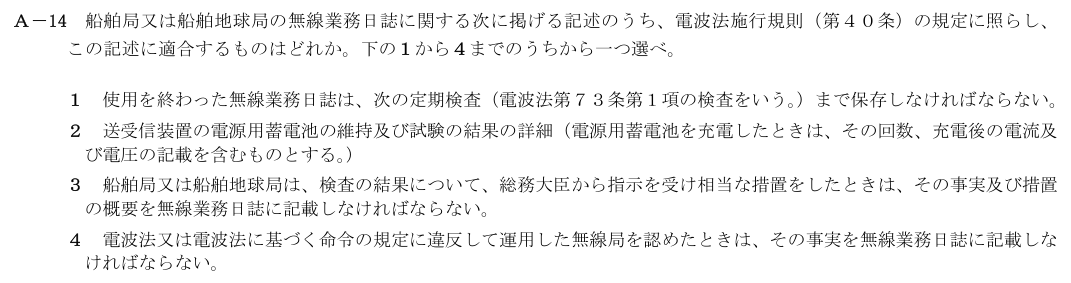 A－14 船舶局又は船舶地球局の無線業務日誌に関する次に掲げる記述のうち、電波法施行規則（第４０条）の規定に照らし、
この記述に適合するものはどれか。下の１から４までのうちから一つ選べ。
1 使用を終わった無線業務日誌は、次の定期検査（電波法第７３条第１項の検査をいう。）まで保存しなければならない。
2 送受信装置の電源用蓄電池の維持及び試験の結果の詳細（電源用蓄電池を充電したときは、その回数、充電後の電流及
び電圧の記載を含むものとする。）
3 船舶局又は船舶地球局は、検査の結果について、総務大臣から指示を受け相当な措置をしたときは、その事実及び措置
の概要を無線業務日誌に記載しなければならない。
4 電波法又は電波法に基づく命令の規定に違反して運用した無線局を認めたときは、その事実を無線業務日誌に記載しな
ければならない。